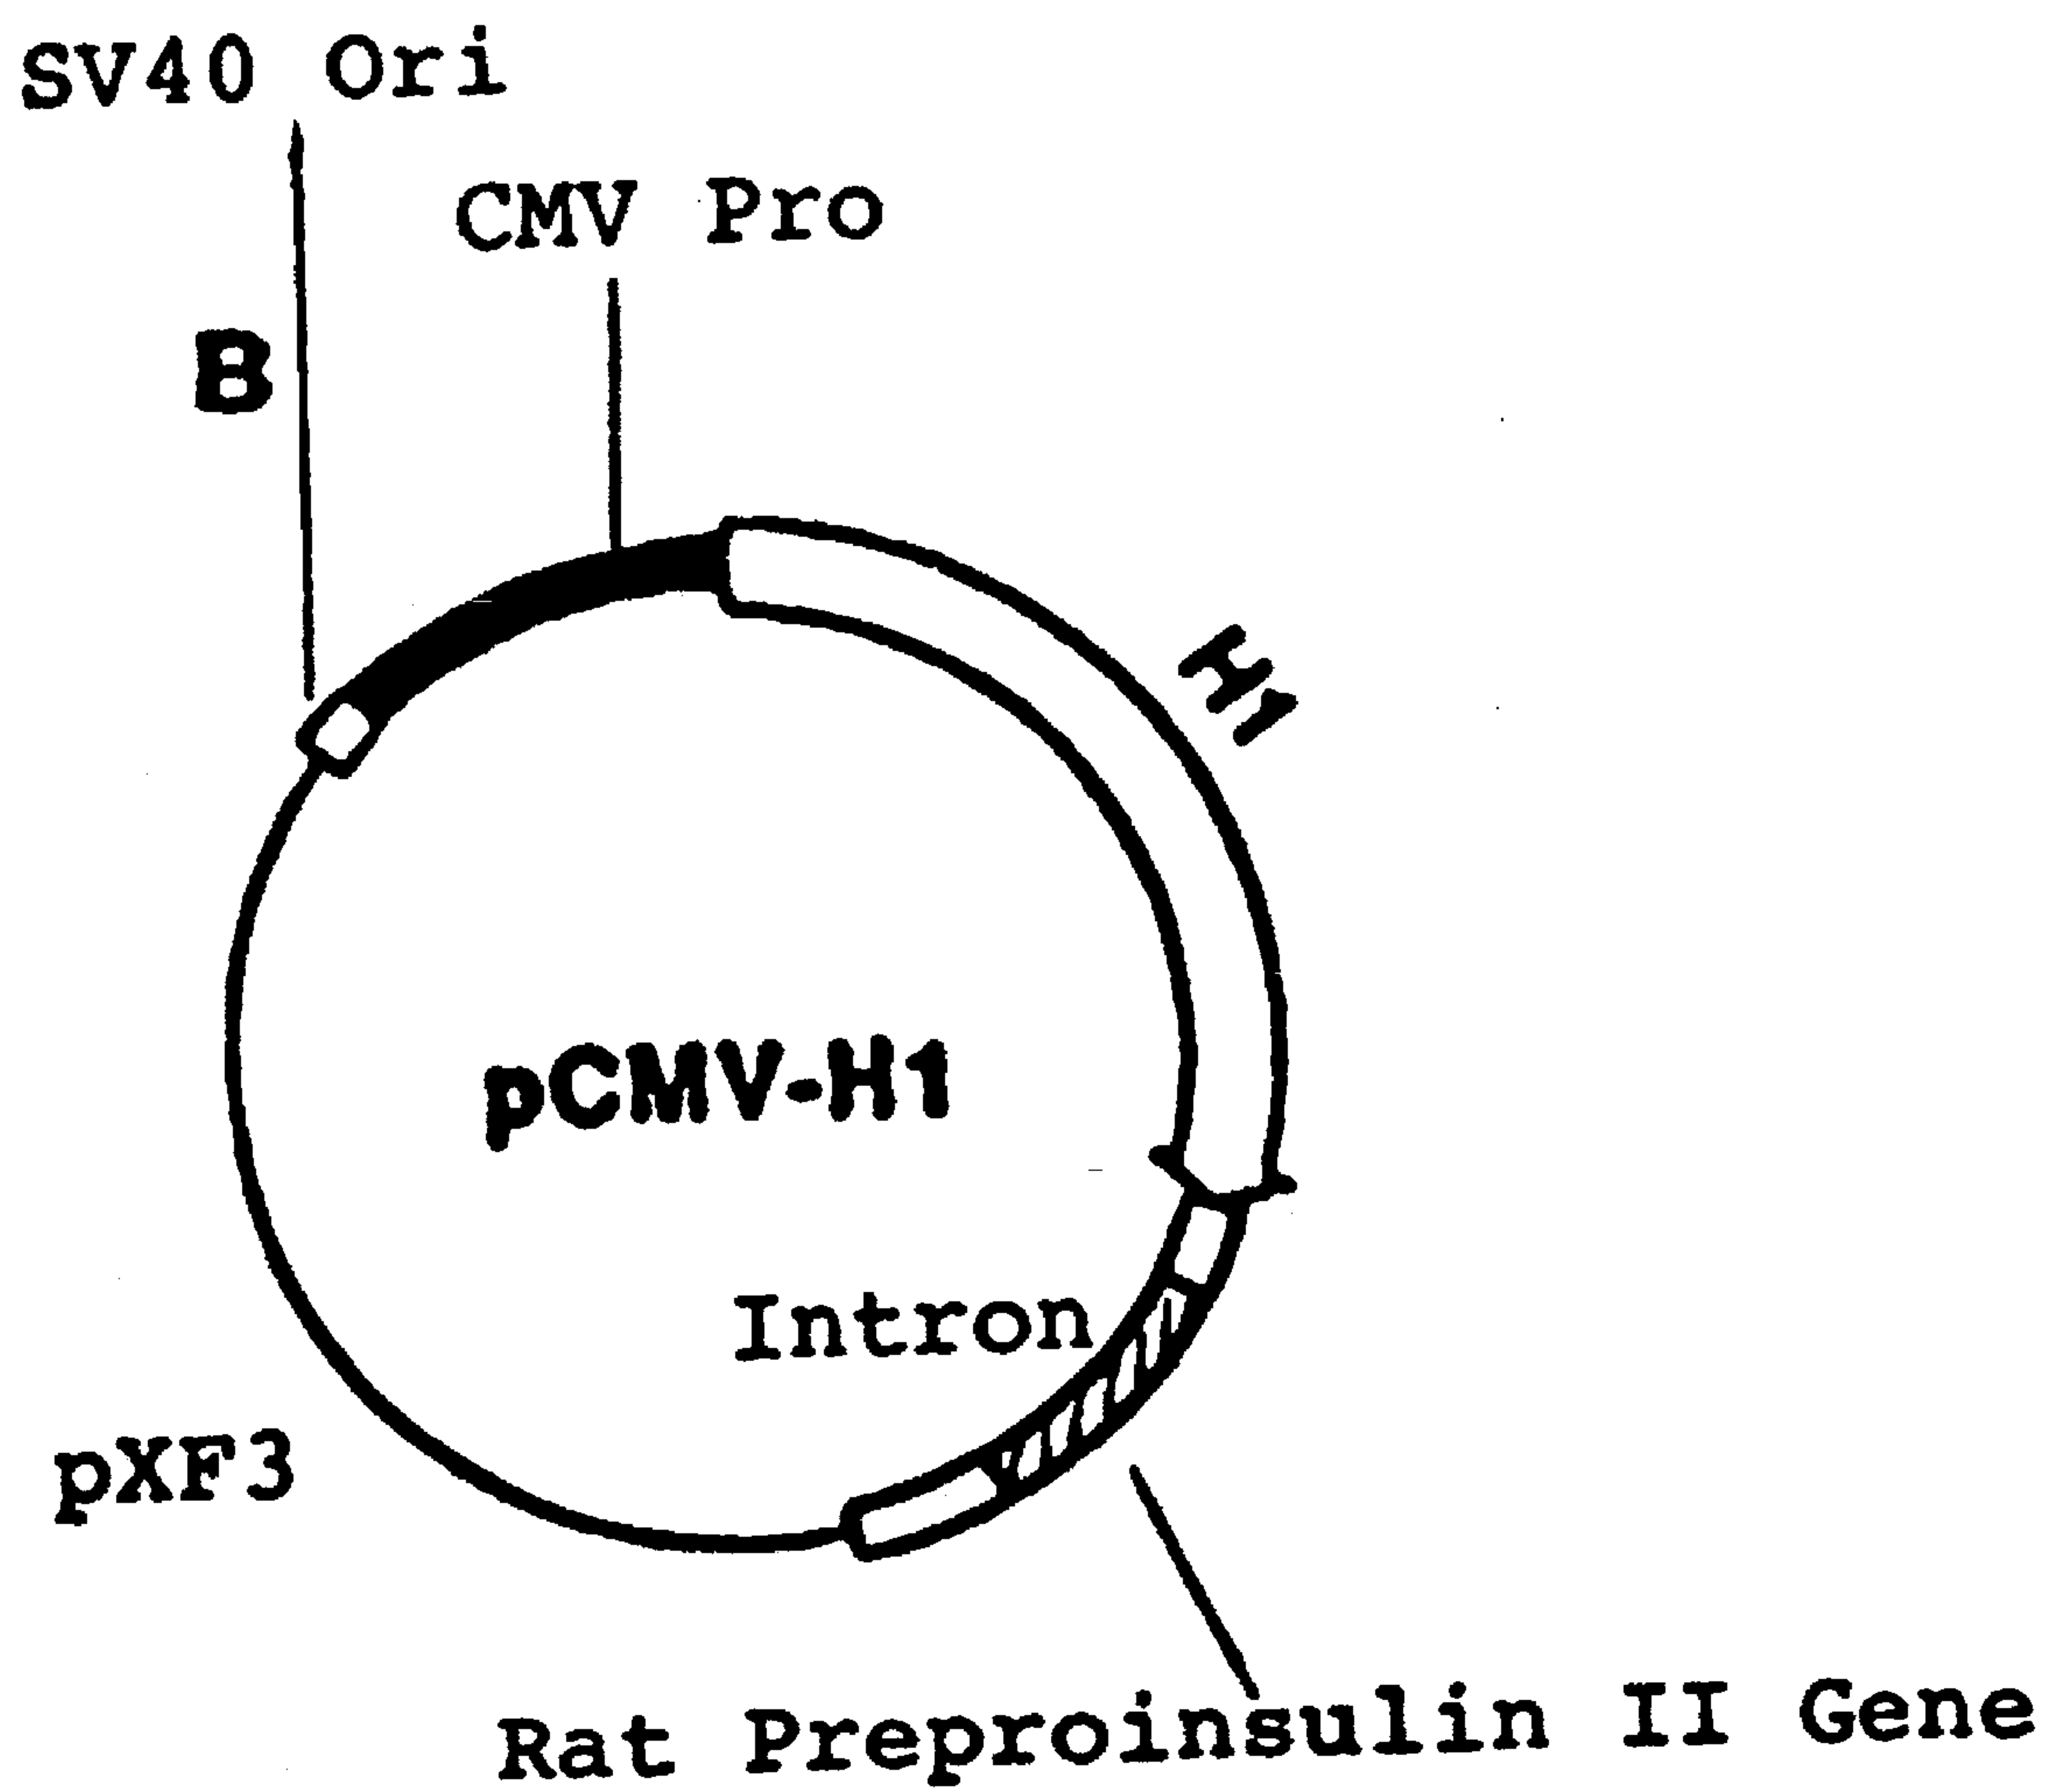 SV40 Ori
CMV Pro
B
H1
pCMV-H1
Intron
pXF3
Rat Preproinsulin II Gene